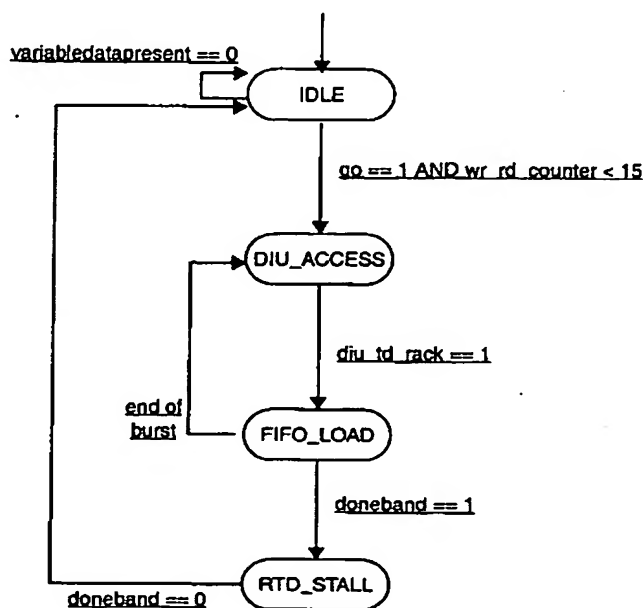 variabledatapresent == 0
IDLE
go == 1 AND wr_rd_counter < 15
DIU_ACCESS
diu_td_rack == 1
end of
burst
FIFO_LOAD
doneband == 1
RTD_STALL
doneband == 0